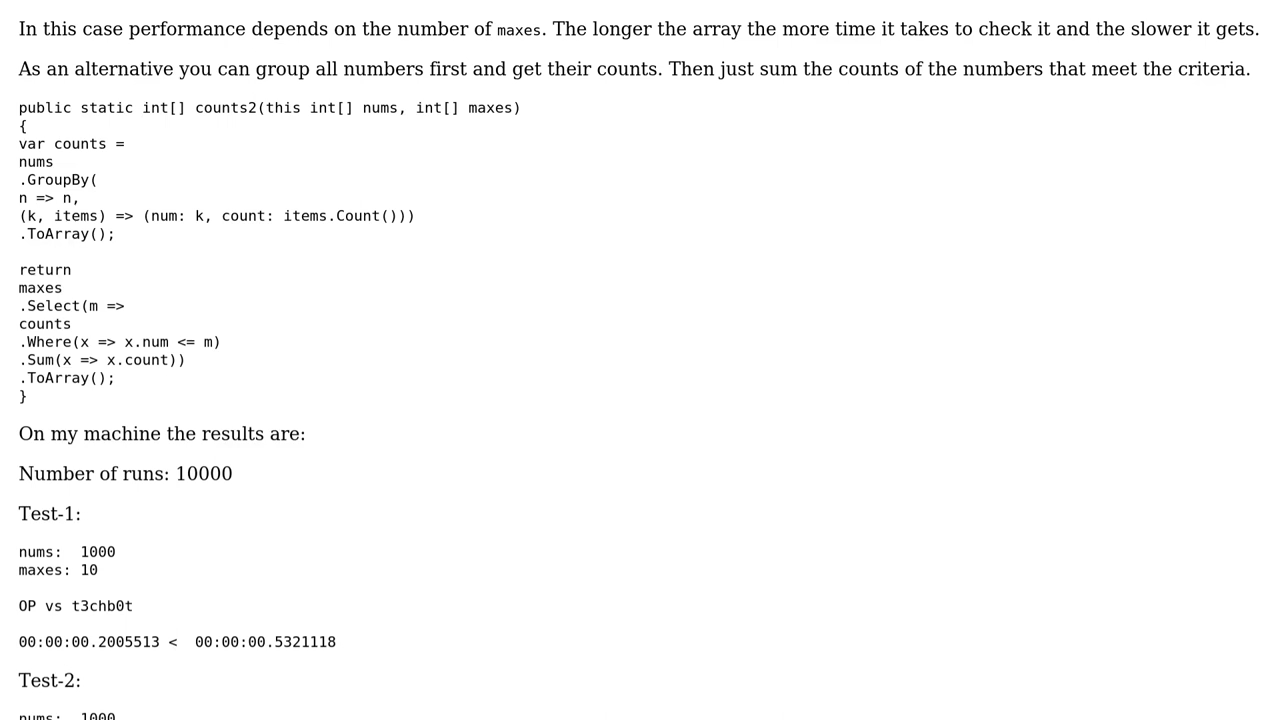 In this case performance depends on the number of maxes. The longer the array the more time it takes to check it and the slower it gets.
As an alternative you can group all numbers first and get their counts. Then just sum the counts of the numbers that meet the criteria.
public static int[] counts2(this int[] nums, int[] maxes)
{
var counts =
nums
.GroupBy(
n => n,
(k, items) => (num: k, count: items.Count()))
.ToArray();
return
maxes
.Select(m =>
counts
.Where(x => x.num <= m)
.Sum(x => x.count))
.ToArray();
}
On my machine the results are:
Number of runs: 10000
Test-1:
nums:  1000
maxes: 10
OP vs t3chb0t
00:00:00.2005513 <  00:00:00.5321118
Test-2:
nums:  1000